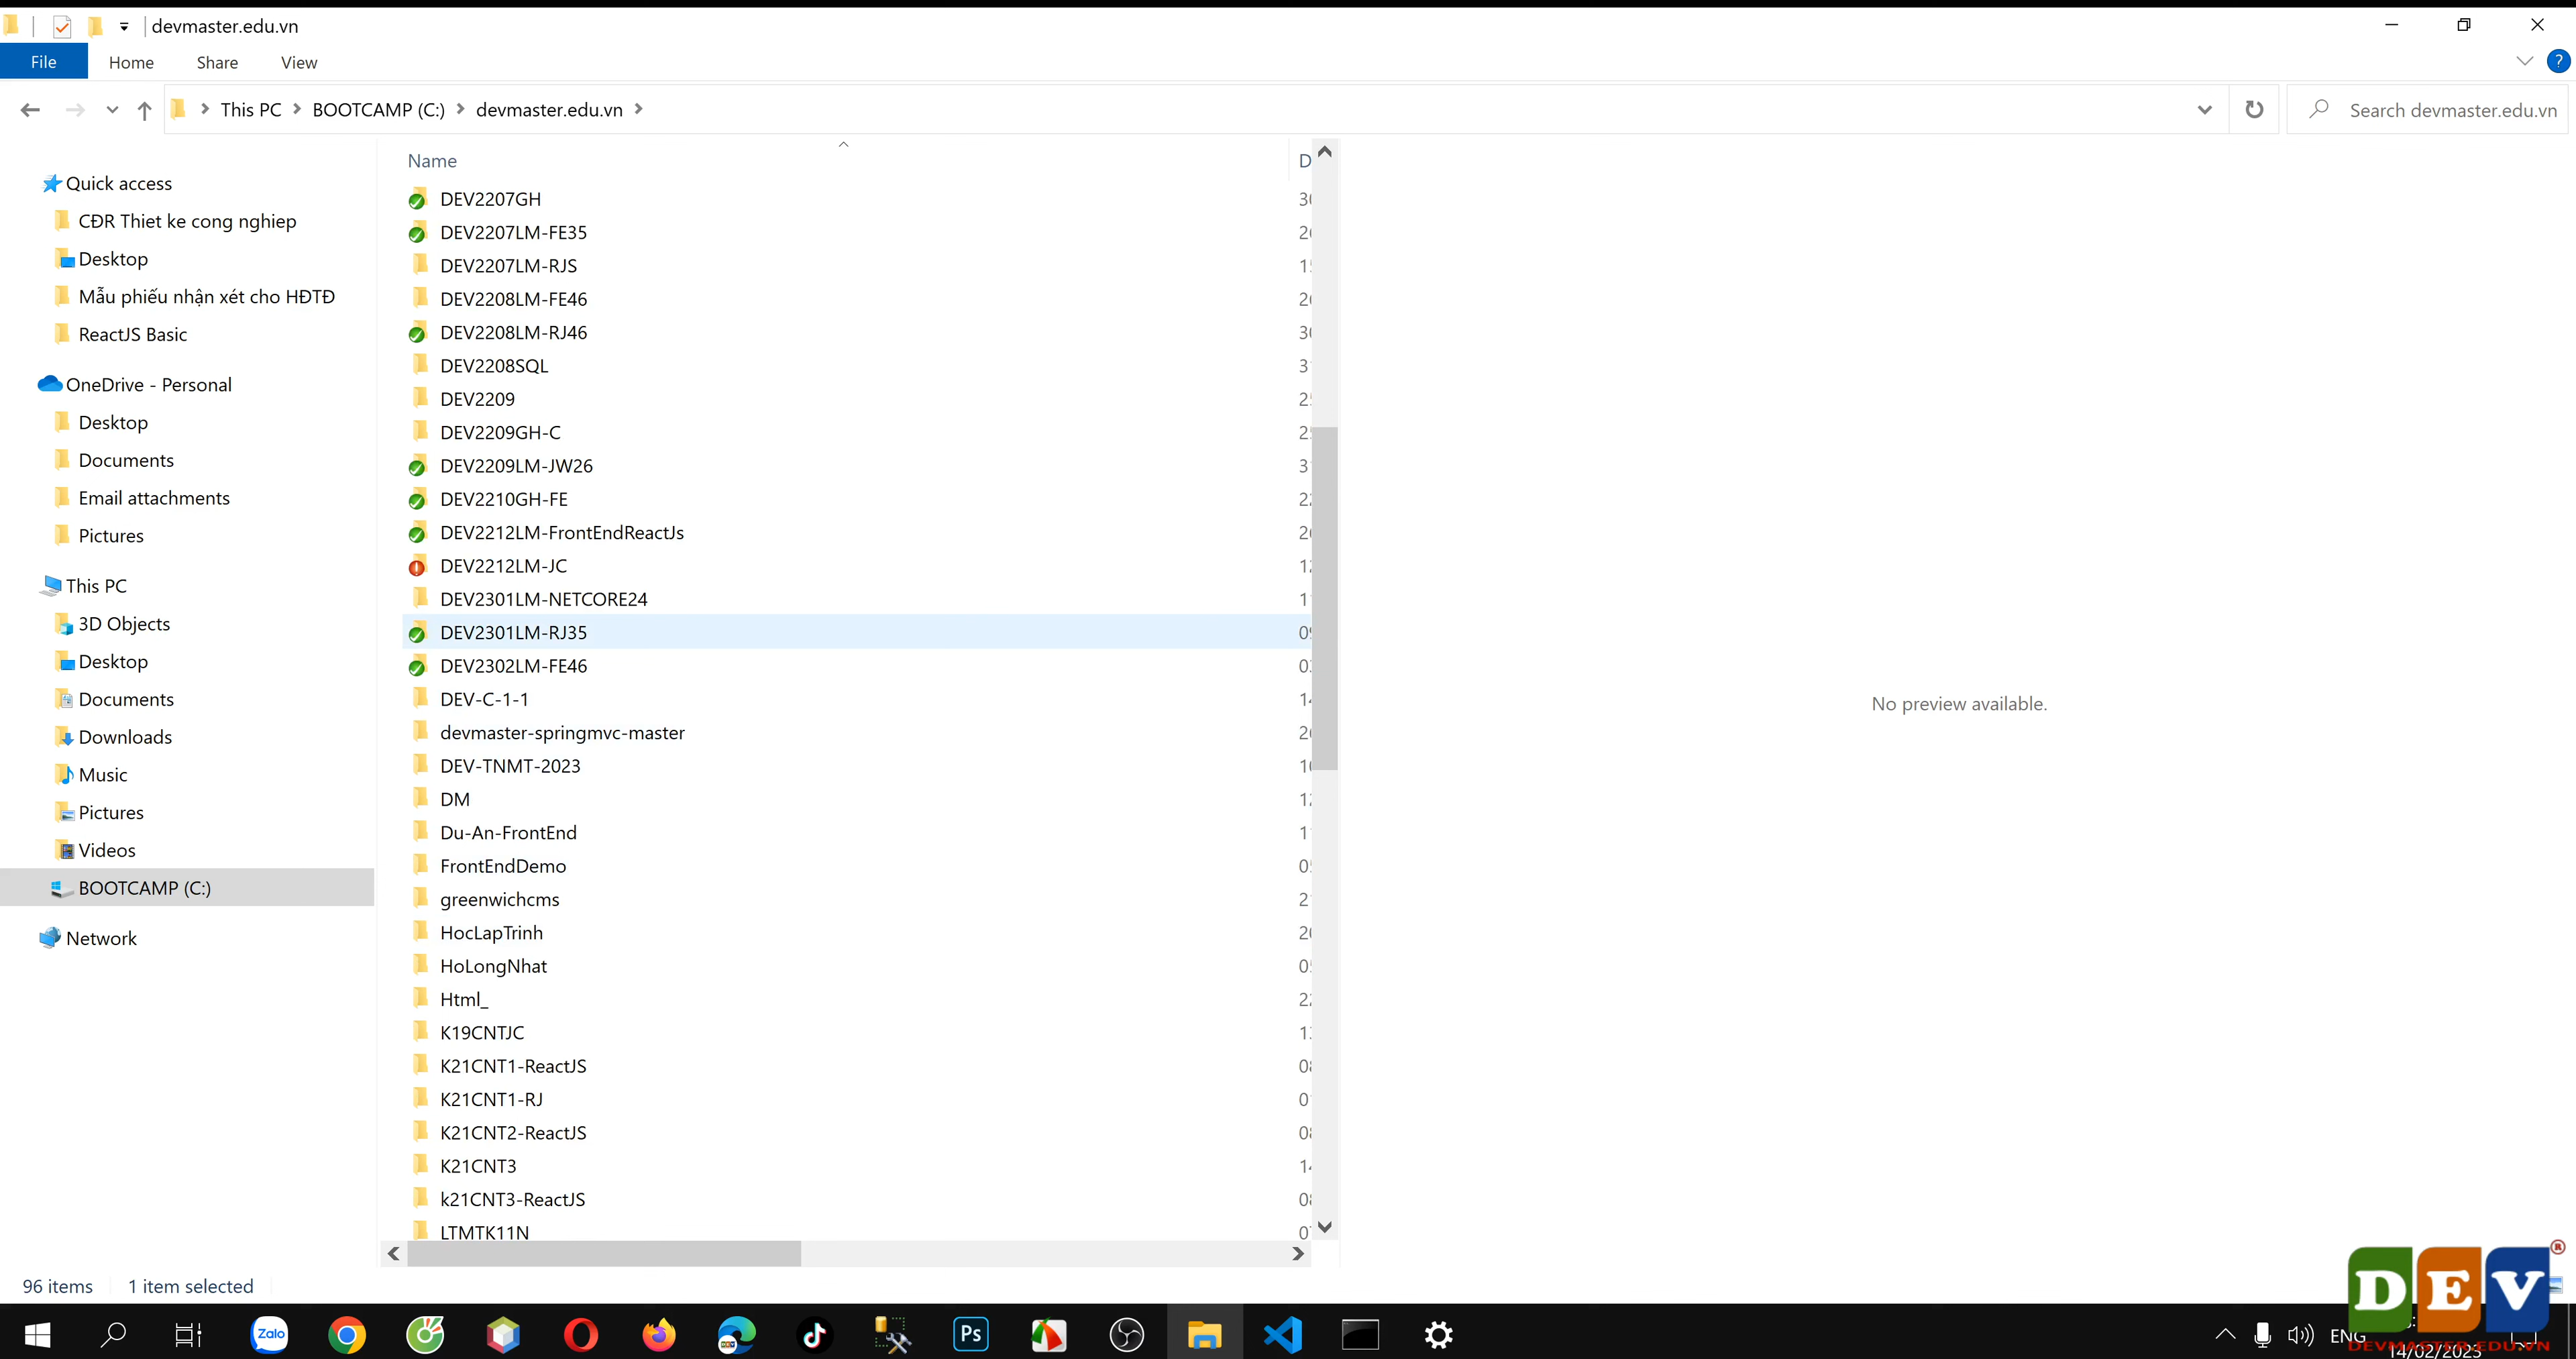 devmaster.edu.vn
File Home Share View
This PC BOOTCAMP (C:) devmaster.edu.vn
Search devmaster.edu.vn
Quick access
CĐR Thiet ke cong nghiep
Desktop
Mẫu phiếu nhận xét cho HĐTĐ
ReactJS Basic
OneDrive - Personal
Desktop
Documents
Email attachments
Pictures
This PC
3D Objects
Desktop
Documents
Downloads
Music
Pictures
Videos
BOOTCAMP (C:)
Network
Name
DEV2207GH
DEV2207LM-FE35
DEV2207LM-RJS
DEV2208LM-FE46
DEV2208LM-RJ46
DEV2208SQL
DEV2209
DEV2209GH-C
DEV2209LM-JW26
DEV2210GH-FE
DEV2212LM-FrontEndReactJs
DEV2212LM-JC
DEV2301LM-NETCORE24
DEV2301LM-RJ35
DEV2302LM-FE46
DEV-C-1-1
devmaster-springmvc-master
DEV-TNMT-2023
DM
Du-An-FrontEnd
FrontEndDemo
greenwichcms
HocLapTrinh
HoLongNhat
Html_
K19CNTJC
K21CNT1-ReactJS
K21CNT1-RJ
K21CNT2-ReactJS
K21CNT3
k21CNT3-ReactJS
LTMTK11N
No preview available.
96 items 1 item selected
Zalo
Ps
ENG
14/02/2023
DEV
DEVMASTER.EDU.VN